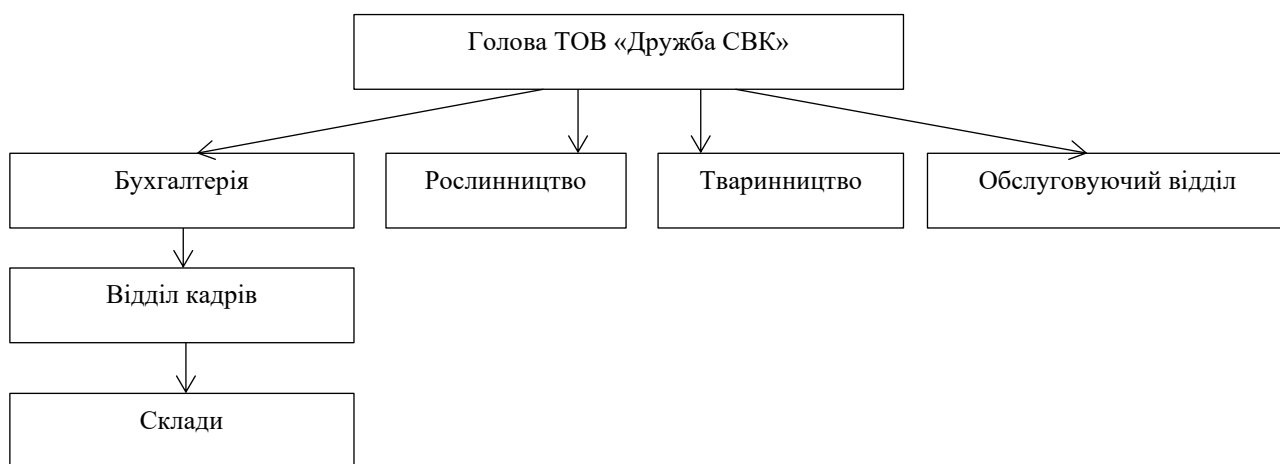 Голова ТОВ «Дружба СВК»
Бухгалтерія
Рослинництво
Тваринництво
Обслуговуючий відділ
Відділ кадрів
Склади